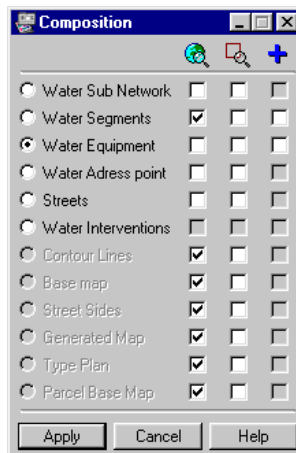 Composition
Water Sub Network
Water Segments
Water Equipment
Water Adress point
Streets
Water Interventions
Contour Lines
Base map
Street Sides
Generated Map
Type Plan
Parcel Base Map
Apply Cancel Help